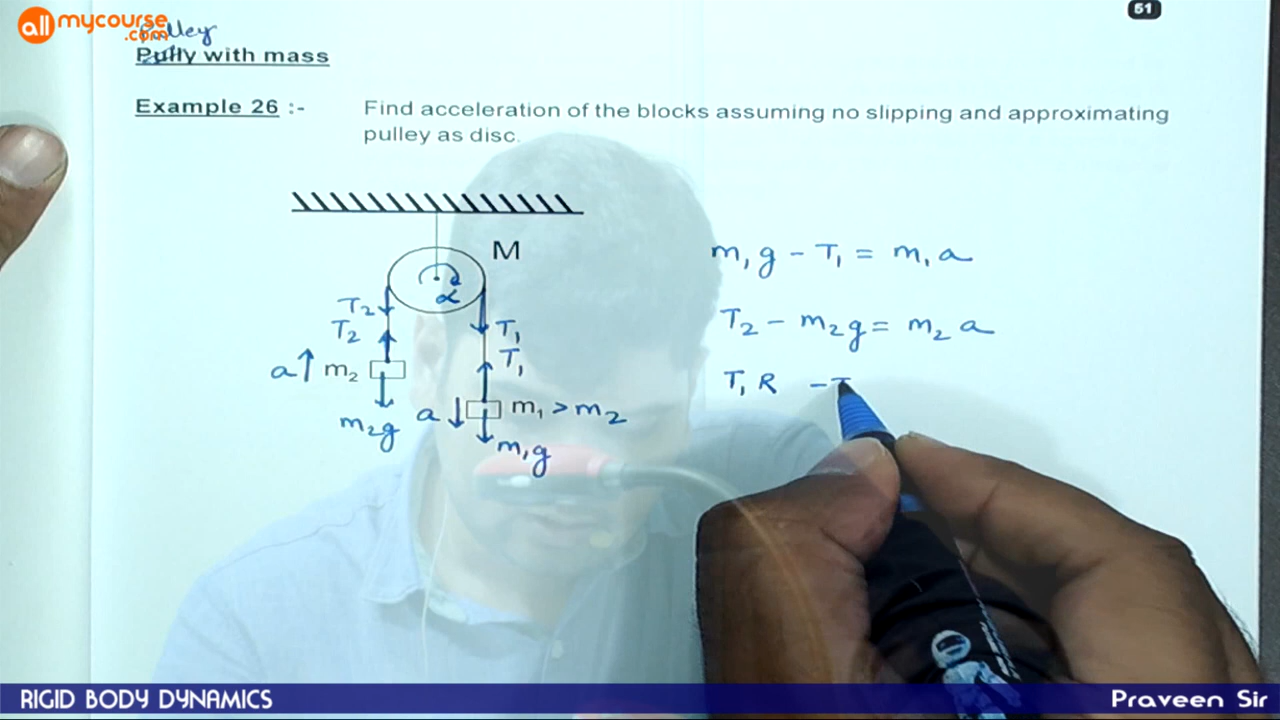 51
allmycourse
.com
Pulley
Pully with mass
Example 26 :- Find acceleration of the blocks assuming no slipping and approximating
pulley as disc.
M
α
T₂
T₂
T₁
T₁
a m₂
a m₁ > m₂
m₂g
m₁g
m₁g - T₁ = m₁a
T₂ - m₂g = m₂a
T₁R - T
RIGID BODY DYNAMICS
Praveen Sir